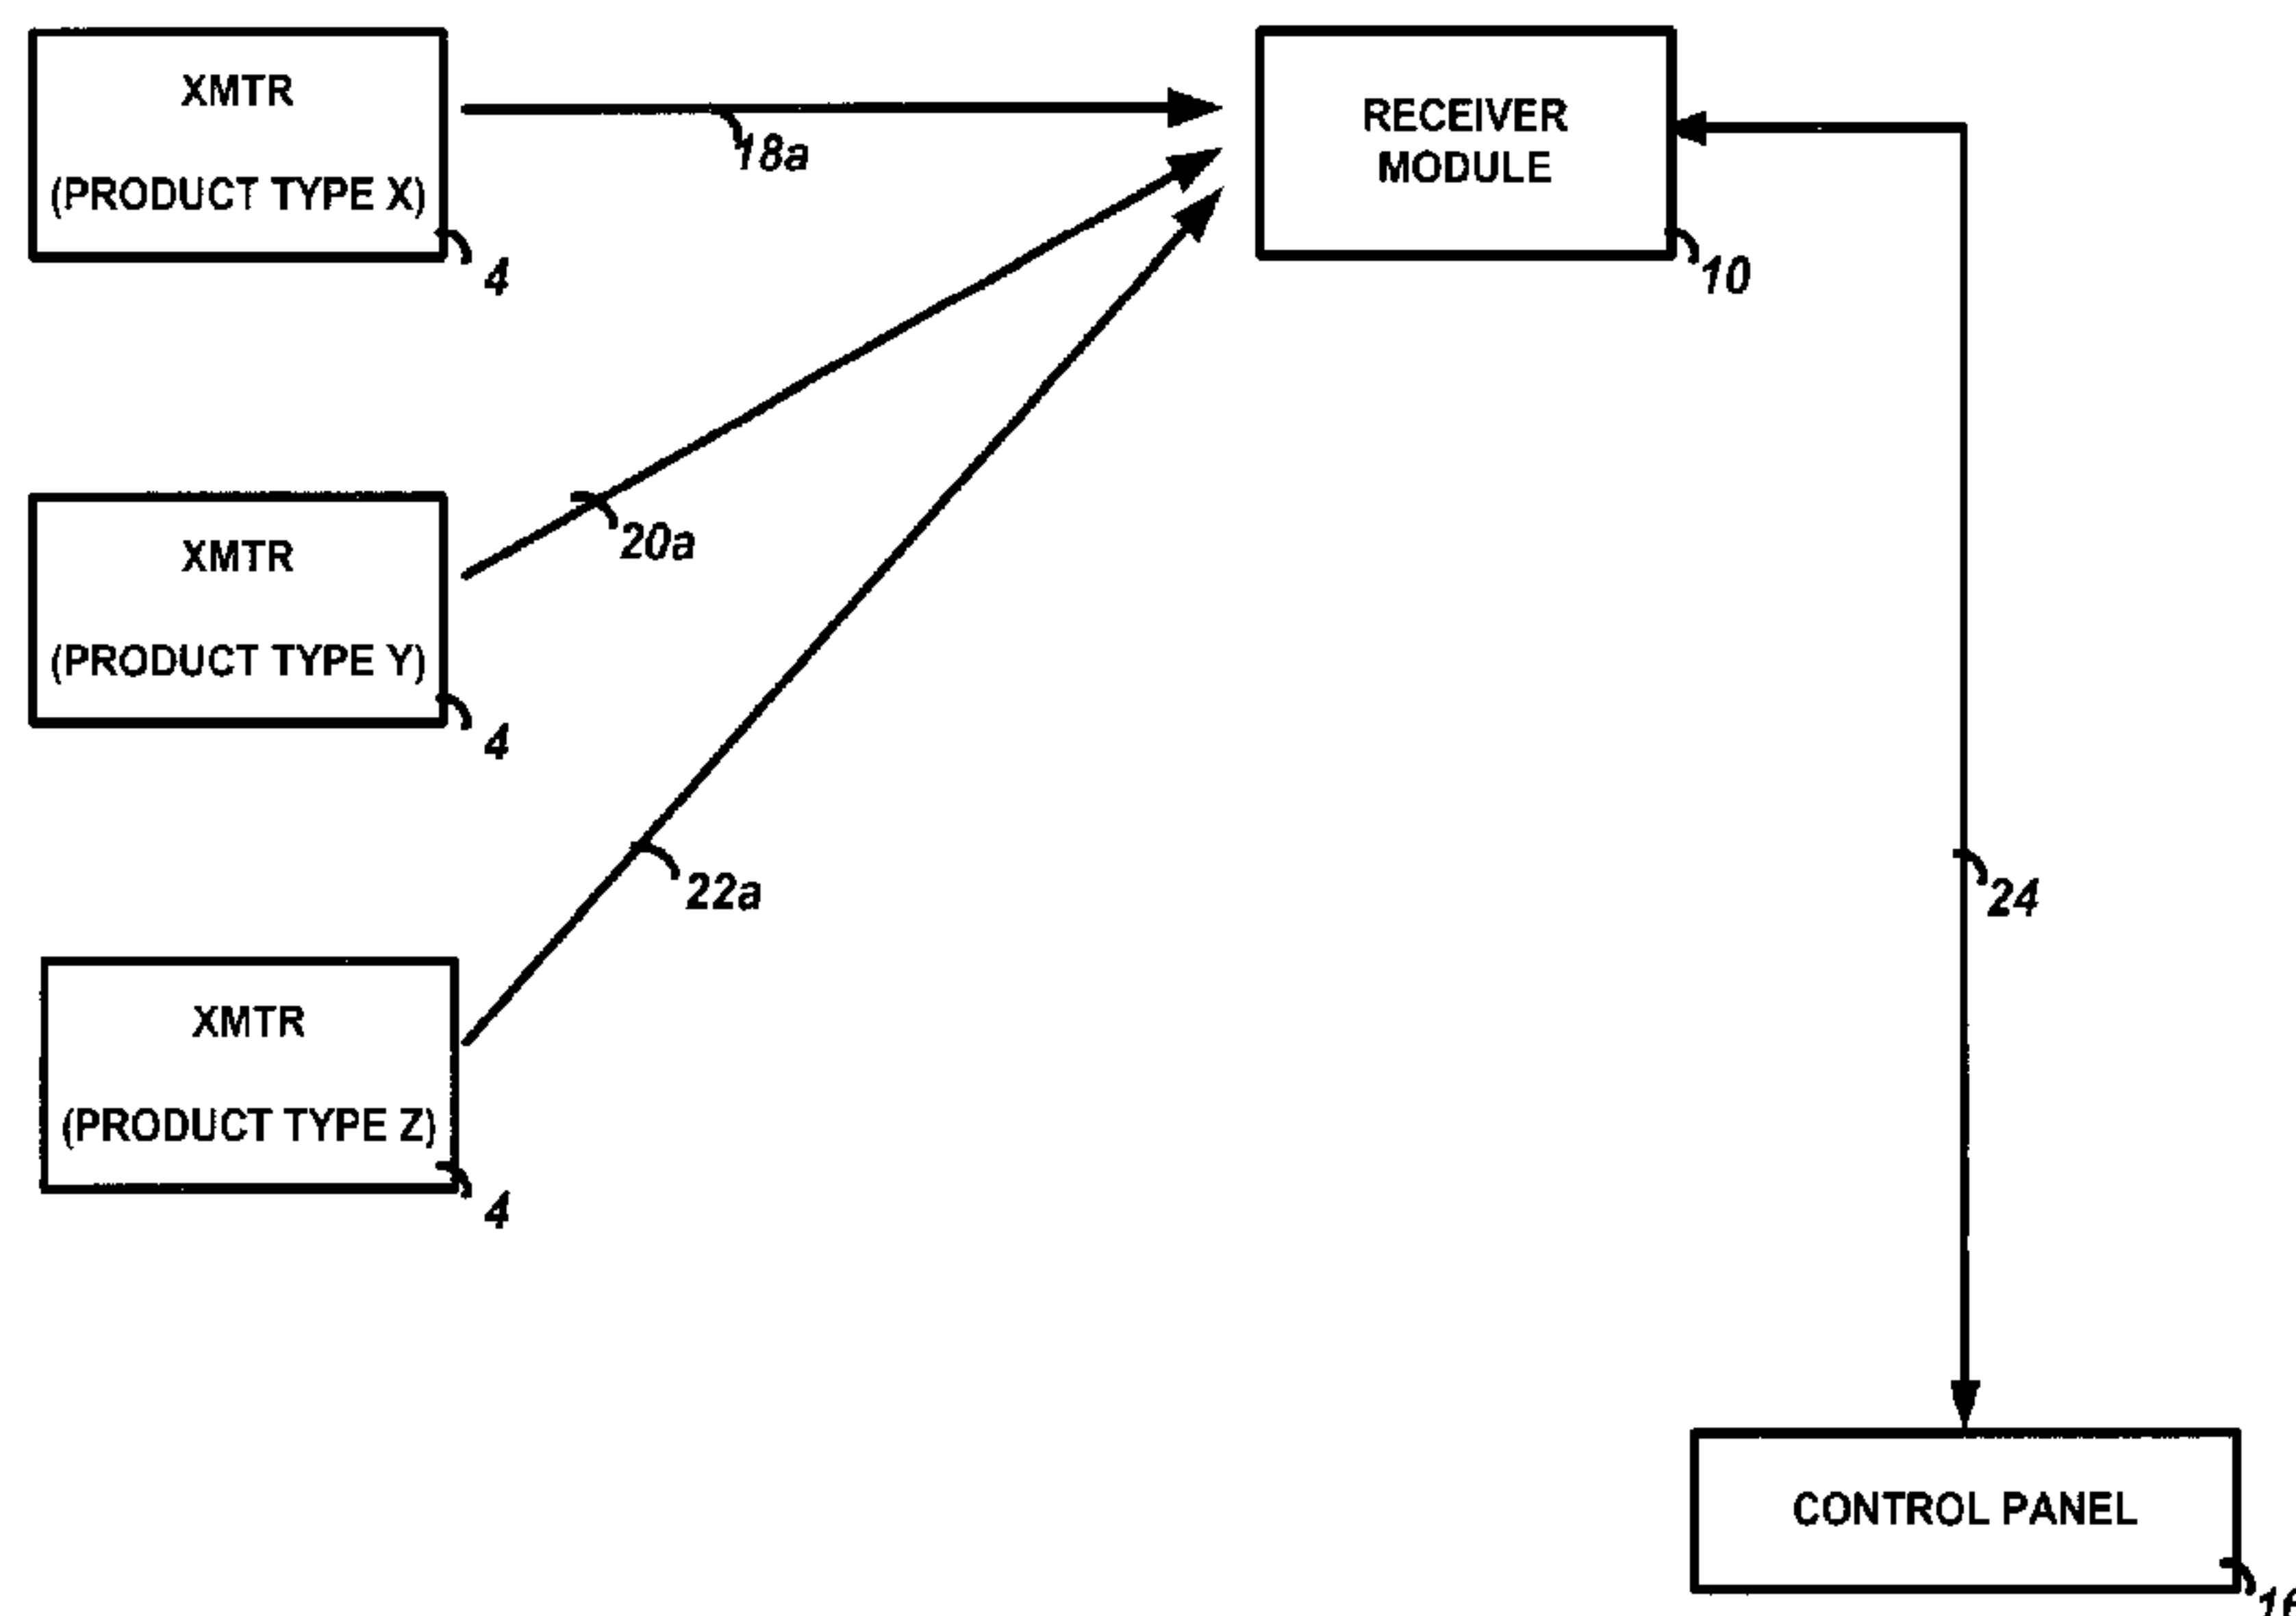 XMTR
(PRODUCT TYPE X)
4
18a
RECEIVER
MODULE
10
XMTR
(PRODUCT TYPE Y)
4
20a
22a
24
XMTR
(PRODUCT TYPE Z)
4
CONTROL PANEL